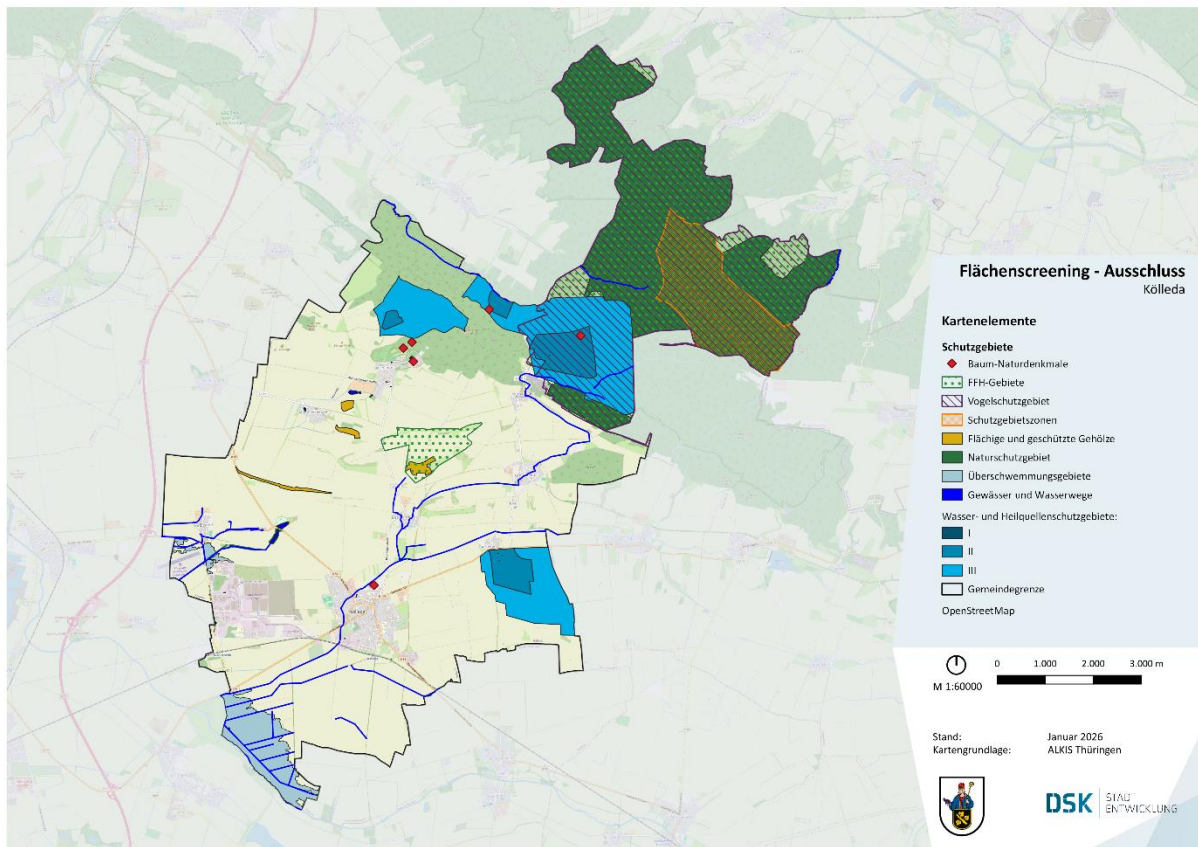 Flächenscreening - Ausschluss
Kölleda
Kartenelemente
Schutzgebiete
Baum-Naturdenkmale
FFH-Gebiete
Vogelschutzgebiet
Schutzgebietszonen
Flächige und geschützte Gehölze
Naturschutzgebiet
Überschwemmungsgebiete
Gewässer und Wasserwege
Wasser- und Heilquellenschutzgebiete:
I
II
III
Gemeindegrenze
OpenStreetMap
M 1:60000
0 1.000 2.000 3.000 m
Stand: Januar 2026
Kartengrundlage: ALKIS Thüringen
DSK STADT
ENTWICKLUNG